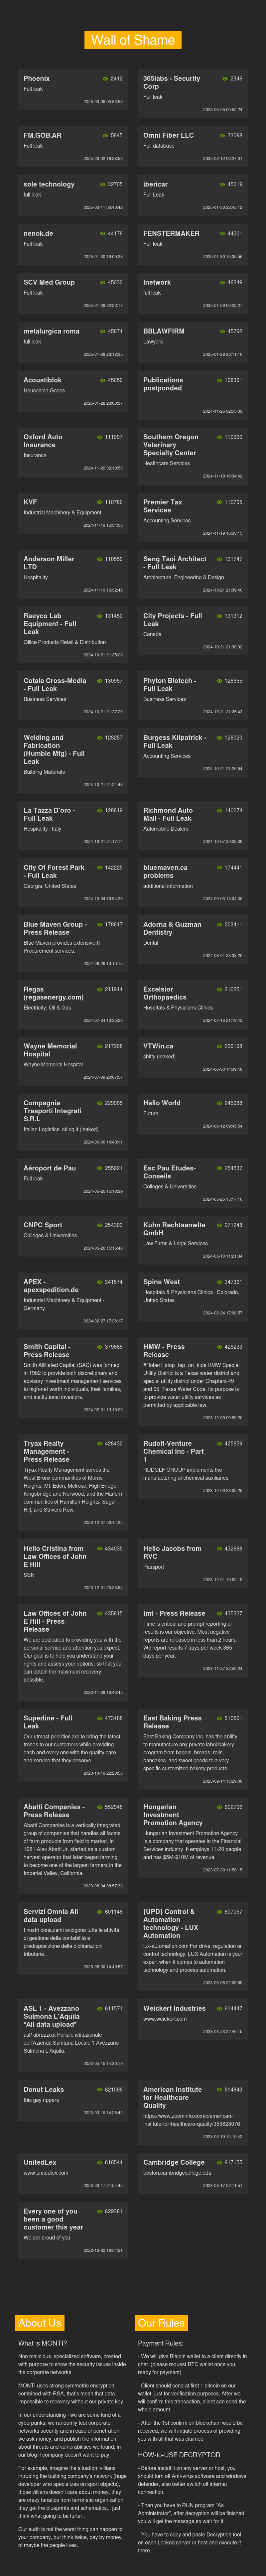 Wall of Shame
Phoenix
2412
Full leak
2025-03-05 00:53:55
365labs - Security
Corp
2346
Full leak
2025-03-05 00:52:24
FM.GOB.AR
5845
Full leak
2025-03-02 18:28:56
Omni Fiber LLC
33098
Full database
2025-02-12 06:27:01
sole technology
32705
full leak
2025-02-11 06:40:42
ibericar
45019
Full Leak
2025-01-30 22:45:12
nenok.de
44178
Full leak
2025-01-30 16:00:28
FENSTERMAKER
44201
Full leak
2025-01-30 15:35:56
SCV Med Group
45030
Full leak
2025-01-29 22:22:17
Inetwork
46249
full leak
2025-01-29 00:22:27
metalurgica roma
45674
full leak
2025-01-28 23:12:35
BBLAWFIRM
45792
Lawyers
2025-01-28 23:11:10
Acoustiblok
45656
Household Goods
2025-01-28 23:03:37
Publications
postponded
108301
...
2024-11-26 02:53:39
Oxford Auto
Insurance
111097
Insurance
2024-11-20 02:10:53
Southern Oregon
Veterinary
Specialty Center
110960
Healthcare Services
2024-11-19 16:34:42
KVF
110786
Industrial Machinery & Equipment
2024-11-19 16:34:03
Premier Tax
Services
110705
Accounting Services
2024-11-19 16:33:15
Anderson Miller
LTD
110550
Hospitality
2024-11-19 16:32:46
Seng Tsoi Architect
- Full Leak
131747
Architecture, Engineering & Design
2024-10-21 21:39:40
Raeyco Lab
Equipment - Full
Leak
131450
Office Products Retail & Distribution
2024-10-21 21:35:08
City Projects - Full
Leak
131312
Canada
2024-10-21 21:30:32
Cotala Cross-Media
- Full Leak
130957
Business Services
2024-10-21 21:27:20
Phyton Biotech -
Full Leak
128955
Business Services
2024-10-21 21:25:43
Welding and
Fabrication
(Humble Mfg) - Full
Leak
128257
Building Materials
2024-10-21 21:21:43
Burgess Kilpatrick -
Full Leak
128020
Accounting Services
2024-10-21 21:20:54
La Tazza D'oro -
Full Leak
128819
Hospitality · Italy
2024-10-21 21:17:14
Richmond Auto
Mall - Full Leak
140074
Automobile Dealers
2024-10-07 20:09:39
City Of Forest Park
- Full Leak
142225
Georgia, United States
2024-10-04 19:54:25
bluemaven.ca
problems
174441
additional information
2024-09-03 13:04:30
Blue Maven Group -
Press Release
178817
Blue Maven provides extensive IT
Procurement services.
2024-08-26 13:10:15
Adorna & Guzman
Dentistry
202411
Dental
2024-08-01 23:33:20
Regas
(regasenergy.com)
211914
Electricity, Oil & Gas
2024-07-24 13:35:20
Excelsior
Orthopaedics
210251
Hospitals & Physicians Clinics
2024-07-16 21:19:42
Wayne Memorial
Hospital
217208
Wayne Memorial Hospital
2024-07-09 20:07:57
VTWin.ca
230198
shitty (leaked)
2024-06-30 14:39:48
Compagnia
Trasporti Integrati
S.R.L
229905
Italian Logistics, ctilog.it (leaked)
2024-06-30 14:40:11
Hello World
245088
Future
2024-06-12 09:45:54
Aéroport de Pau
255921
Full leak
2024-05-26 15:18:39
Esc Pau Etudes-
Conseils
254537
Colleges & Universities
2024-05-26 15:17:16
CNPC Sport
254303
Colleges & Universities
2024-05-26 15:16:40
Kuhn Rechtsanwlte
GmbH
271248
Law Firms & Legal Services
2024-05-10 11:21:34
APEX -
apexspedition.de
341574
Industrial Machinery & Equipment ·
Germany
2024-02-27 17:36:17
Spine West
347361
Hospitals & Physicians Clinics · Colorado,
United States
2024-02-24 17:08:57
Smith Capital -
Press Release
379665
Smith Affiliated Capital (SAC) was formed
in 1982 to provide both discretionary and
advisory investment management services
to high-net worth individuals, their families,
and institutional investors.
2024-02-01 15:19:20
HMW - Press
Release
426233
#Robert_stop_fap_on_kids HMW Special
Utility District is a Texas water district and
special utility district under Chapters 49
and 65, Texas Water Code. Its purpose is
to provide water utility services as
permitted by applicable law.
2023-12-09 00:59:20
Tryax Realty
Management -
Press Release
428430
Tryax Realty Management serves the
West Bronx communities of Morris
Heights, Mt. Eden, Melrose, High Bridge,
Kingsbridge and Norwood, and the Harlem
communities of Hamilton Heights, Sugar
Hill, and Strivers Row.
2023-12-07 00:14:25
Rudolf-Venture
Chemical Inc - Part
1
425659
RUDOLF GROUP implements the
manufacturing of chemical auxiliaries
2023-12-06 23:05:26
Hello Cristina from
Law Offices of John
E Hill
434035
SSN
2023-12-01 20:23:54
Hello Jacobs from
RVC
432988
Passport
2023-12-01 19:52:19
Law Offices of John
E Hill - Press
Release
435815
We are dedicated to providing you with the
personal service and attention you expect.
Our goal is to help you understand your
rights and assess your options, so that you
can obtain the maximum recovery
possible.
2023-11-28 16:43:45
Imt - Press Release
435327
Time is critical and prompt reporting of
results is our objective. Most negative
reports are released in less than 2 hours.
We report results 7 days per week 365
days per year.
2023-11-27 22:56:24
Superline - Full
Leak
473488
Our utmost priorities are to bring the latest
trends to our customers while providing
each and every one with the quality care
and service that they deserve.
2023-10-19 22:20:58
East Baking Press
Release
510561
East Baking Company Inc. has the ability
to manufacture any private label bakery
program from bagels, breads, rolls,
pancakes, and sweet goods to a very
specific customized bakery products.
2023-09-14 16:29:56
Abatti Companies -
Press Release
552948
Abatti Companies is a vertically integrated
group of companies that handles all facets
of farm products from field to market. In
1981 Alex Abatti Jr. started as a custom
harvest operator that later began farming
to become one of the largest farmers in the
Imperial Valley, California.
2023-08-04 09:57:33
Hungarian
Investment
Promotion Agency
602756
Hungarian Investment Promotion Agency
is a company that operates in the Financial
Services industry. It employs 11-20 people
and has $5M-$10M of revenue.
2023-07-30 11:58:15
Servizi Omnia All
data upload
601146
I nostri consulenti svolgono tutte le attività
di gestione della contabilità e
predisposizione delle dichiarazioni
tributarie..
2023-05-30 14:40:57
(UPD) Control &
Automation
technology - LUX
Automation
607057
lux-automation.com For drive, regulation or
control technology: LUX Automation is your
expert when it comes to automation
technology and process automation.
2023-05-08 22:06:59
ASL 1 - Avezzano
Sulmona L'Aquila
*All data upload*
611571
asl1abruzzo.it Portale istituzionale
dell'Azienda Sanitaria Locale 1 Avezzano
Sulmona L'Aquila.
2023-05-15 14:30:19
Weickert Industries
614447
www.weickert.com
2023-03-23 22:46:15
Donut Leaks
621096
this gay rippers
2023-03-19 14:25:42
American Institute
for Healthcare
Quality
614843
https://www.zoominfo.com/c/american-
institute-for-healthcare-quality/359823076
2023-03-19 14:19:42
UnitedLex
618544
www.unitedlex.com
2023-03-17 21:54:45
Cambridge College
617155
boston.cambridgecollege.edu
2023-03-17 02:11:51
Every one of you
been a good
customer this year
629381
We are proud of you
2022-12-22 19:54:21
About Us
What is MONTI?
Non malicious, specialized software, created
with purpose to show the security issues inside
the corporate networks.
MONTI uses strong symmetric encryption
combined with RSA, that's mean that data
impossible to recovery without our private key.
In our understanding - we are some kind of a
cyberpunks, we randomly test corporate
networks security and in case of penetration,
we ask money, and publish the information
about threats and vulnerabilities we found, in
our blog if company doesn't want to pay.
For example, imagine the situation: villians
intruding the building company's network (huge
developer who specializes on sport objects),
those villians doesn't care about money, they
are crazy fanatics from terroristic organization,
they get the blueprints and schemetics... just
think what going to be further..
Our audit is not the worst thing can happen to
your company, but think twice, pay by money,
of maybe the people lives...
Our Rules
Payment Rules:
- We will give Bitcoin wallet to a client directly in
chat. (please request BTC wallet once you
ready for payment)
- Client should send at first 1 bitcoin on our
wallet, just for verification purposes. After we
will confirm this transaction, client can send the
whole amount.
- After the 1st confirm on blockchain would be
received, we will initiate process of providing
you with all that was claimed
HOW-to-USE DECRYPTOR
- Before install it on any server or host, you
should turn off Anti-virus software and windows
defender, also better switch off internet
connection.
- Than you have to RUN program "As
Administrator", after decryption will be finished
you will get the message,so wait for it.
- You have to copy and paste Decryption tool
on each Locked server or host and execute it
there.